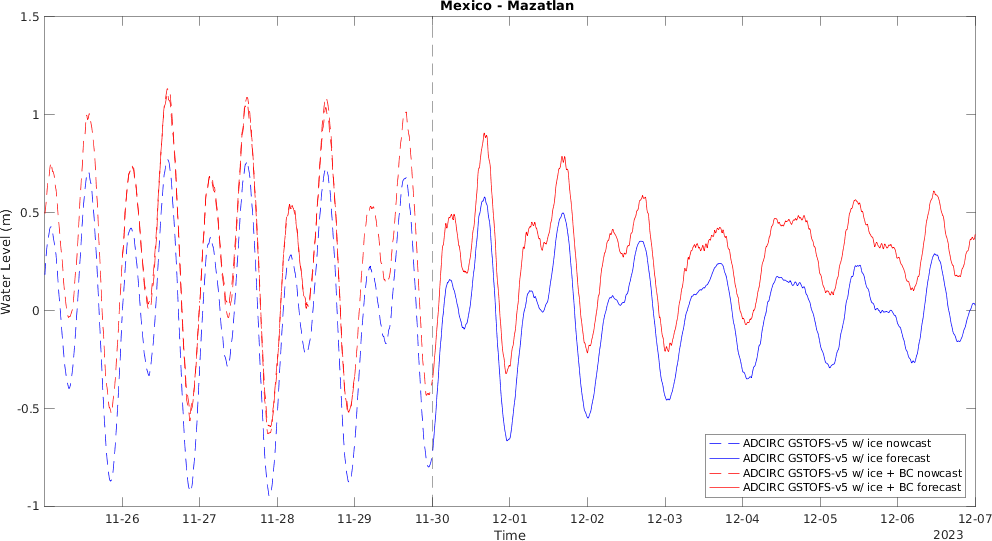 Mexico - Mazatlan
Water Level (m)
1.5
1
0.5
0
-0.5
-1
11-26
11-27
11-28
11-29
11-30
12-01
12-02
12-03
12-04
12-05
12-06
12-07
Time
2023
ADCIRC GSTOFS-v5 w/ ice nowcast
ADCIRC GSTOFS-v5 w/ ice forecast
ADCIRC GSTOFS-v5 w/ ice + BC nowcast
ADCIRC GSTOFS-v5 w/ ice + BC forecast